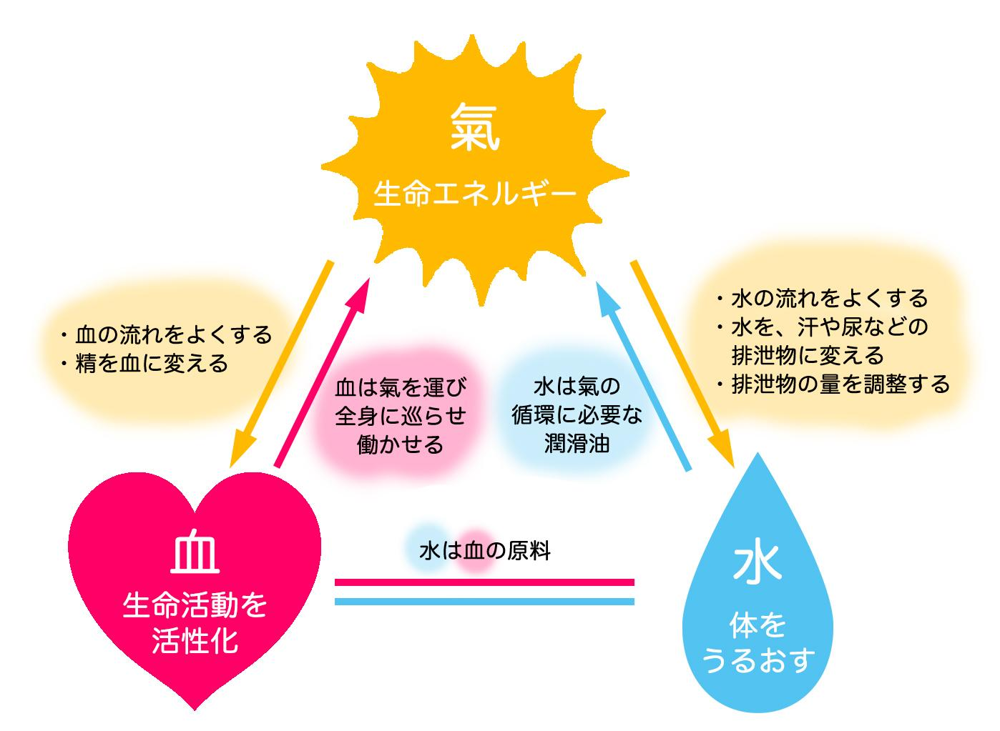 氣
生命エネルギー
・血の流れをよくする
・精を血に変える
血は氣を運び
全身に巡らせ
働かせる
水は氣の
循環に必要な
潤滑油
・水の流れをよくする
・水を、汗や尿などの
排泄物に変える
・排泄物の量を調整する
水は血の原料
血
生命活動を
活性化
水
体を
うるおす